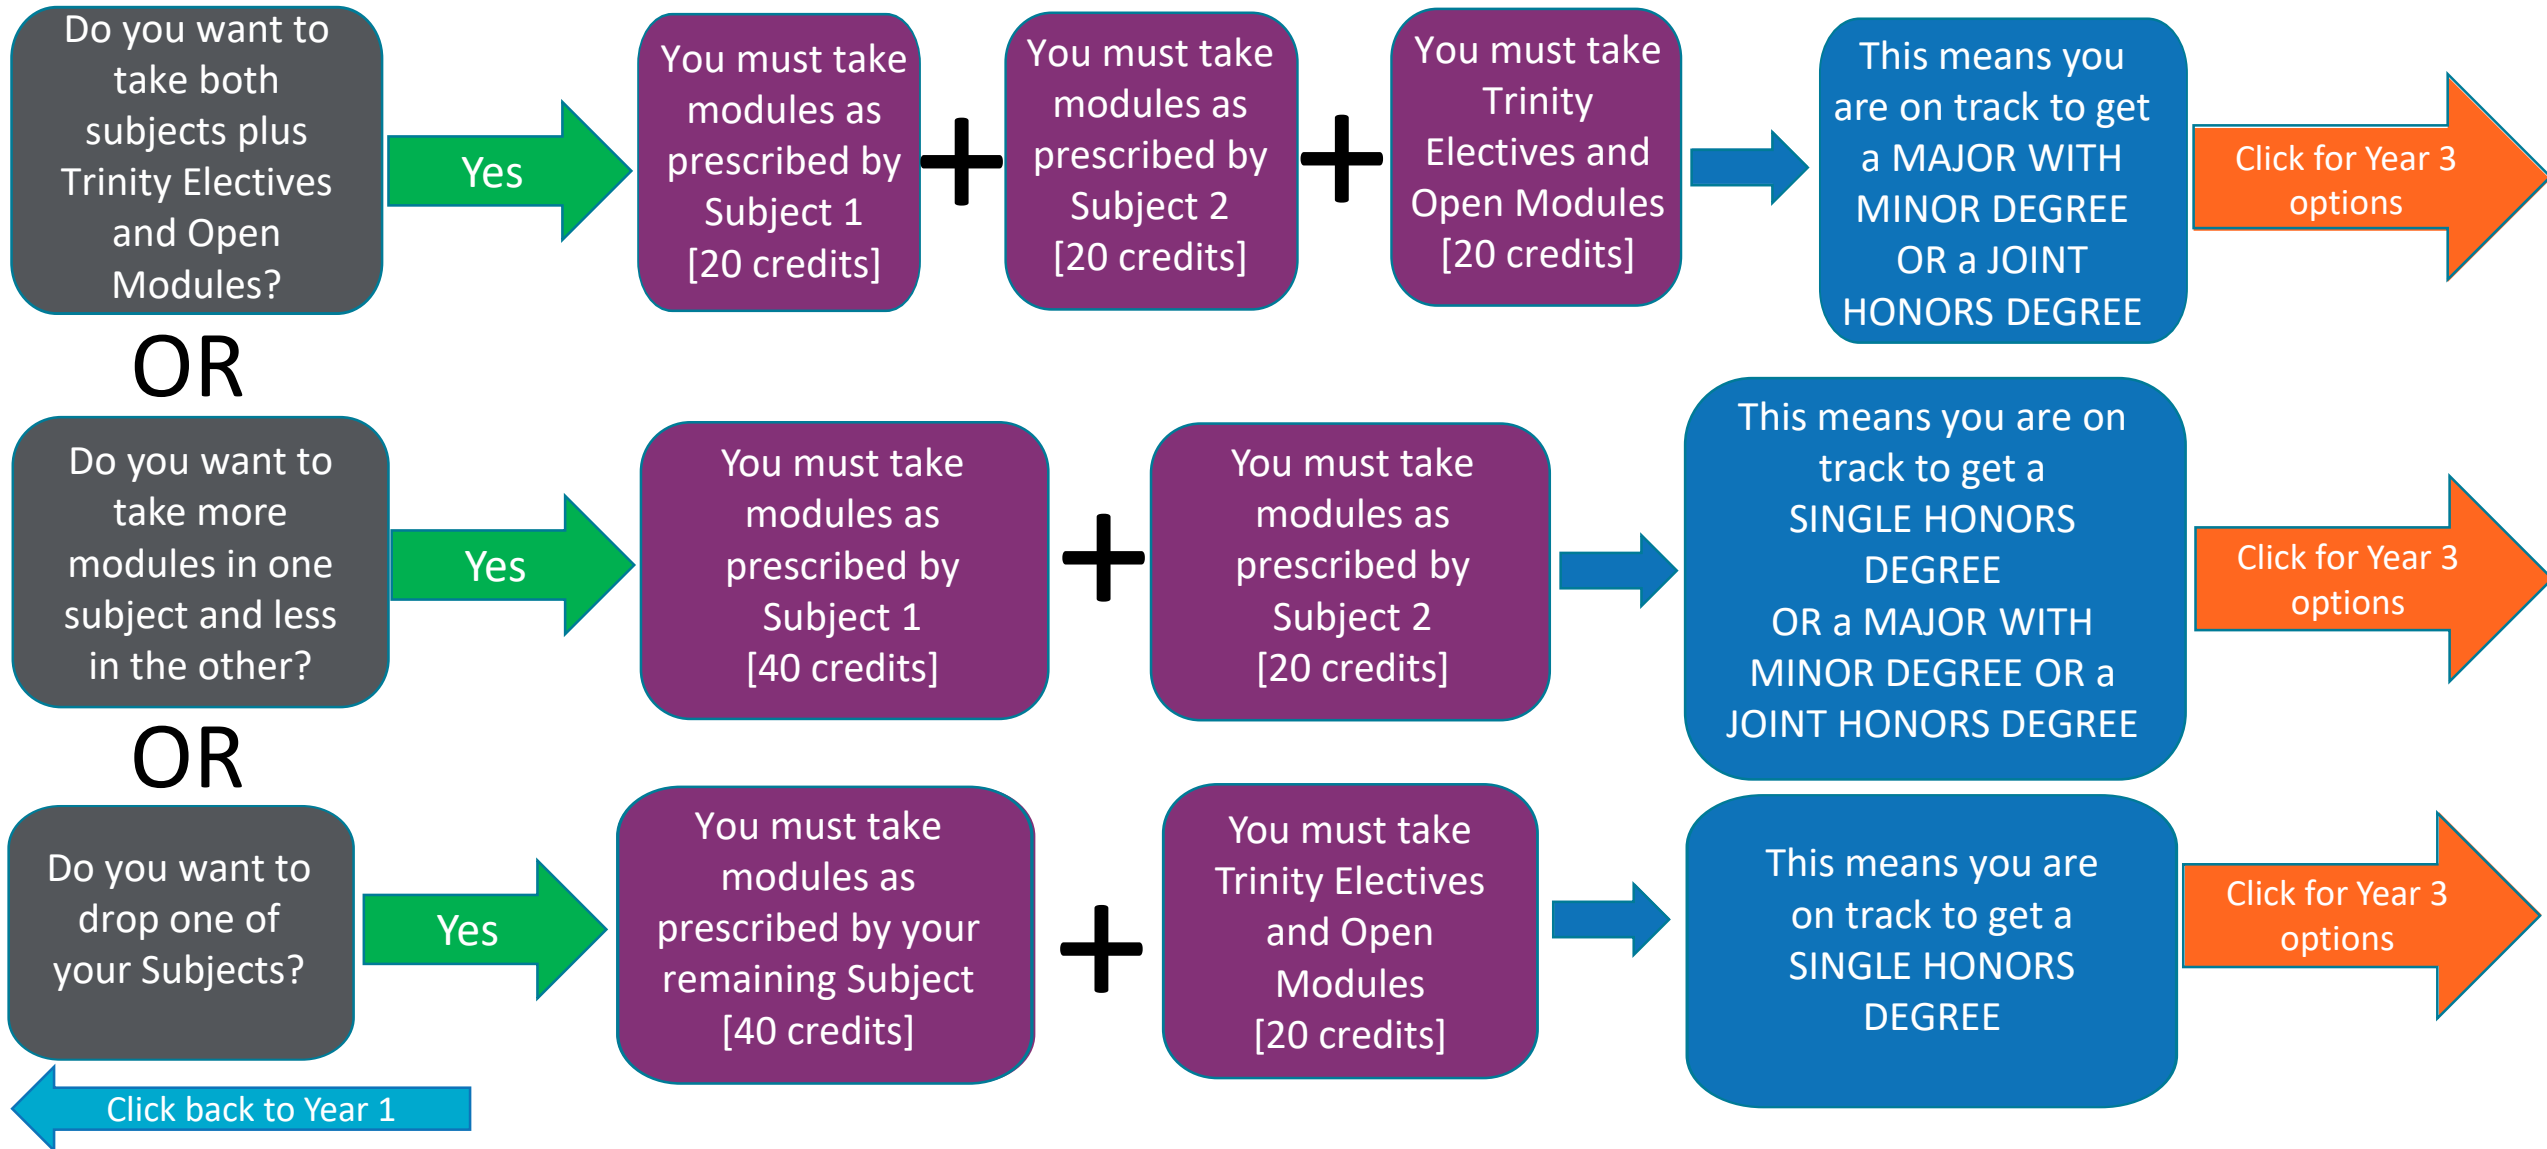 Do you want to
take both
subjects plus
Trinity Electives
and Open
Modules?
Yes
You must take
modules as
prescribed by
Subject 1
[20 credits]
+
You must take
modules as
prescribed by
Subject 2
[20 credits]
+
You must take
Trinity
Electives and
Open Modules
[20 credits]
This means you
are on track to get
a MAJOR WITH
MINOR DEGREE
OR a JOINT
HONORS DEGREE
Click for Year 3
options
OR
Do you want to
take more
modules in one
subject and less
in the other?
Yes
You must take
modules as
prescribed by
Subject 1
[40 credits]
+
You must take
modules as
prescribed by
Subject 2
[20 credits]
This means you are on
track to get a
SINGLE HONORS
DEGREE
OR a MAJOR WITH
MINOR DEGREE OR a
JOINT HONORS DEGREE
Click for Year 3
options
OR
Do you want to
drop one of
your Subjects?
Yes
You must take
modules as
prescribed by your
remaining Subject
[40 credits]
+
You must take
Trinity Electives
and Open
Modules
[20 credits]
This means you are
on track to get a
SINGLE HONORS
DEGREE
Click for Year 3
options
Click back to Year 1